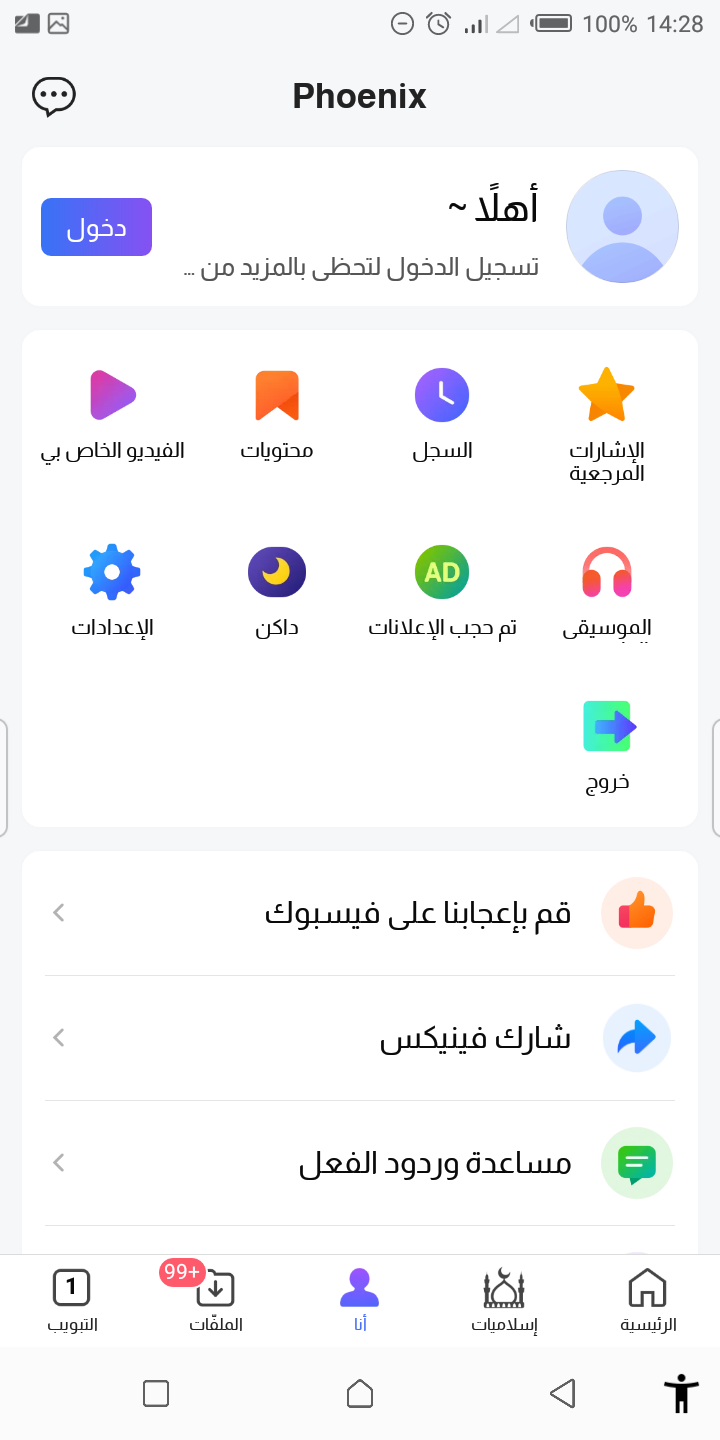 100% 14:28
Phoenix
أهلًا ~
تسجيل الدخول لتحظى بالمزيد من ...
دخول
الإشارات المرجعية
السجل
محتويات
الفيديو الخاص بي
الموسيقى
تم حجب الإعلانات
AD
داكن
الإعدادات
خروج
قم بإعجابنا على فيسبوك
شارك فينيكس
مساعدة وردود الفعل
الرئيسية
إسلاميات
أنا
99+
الملفّات
1
التبويب